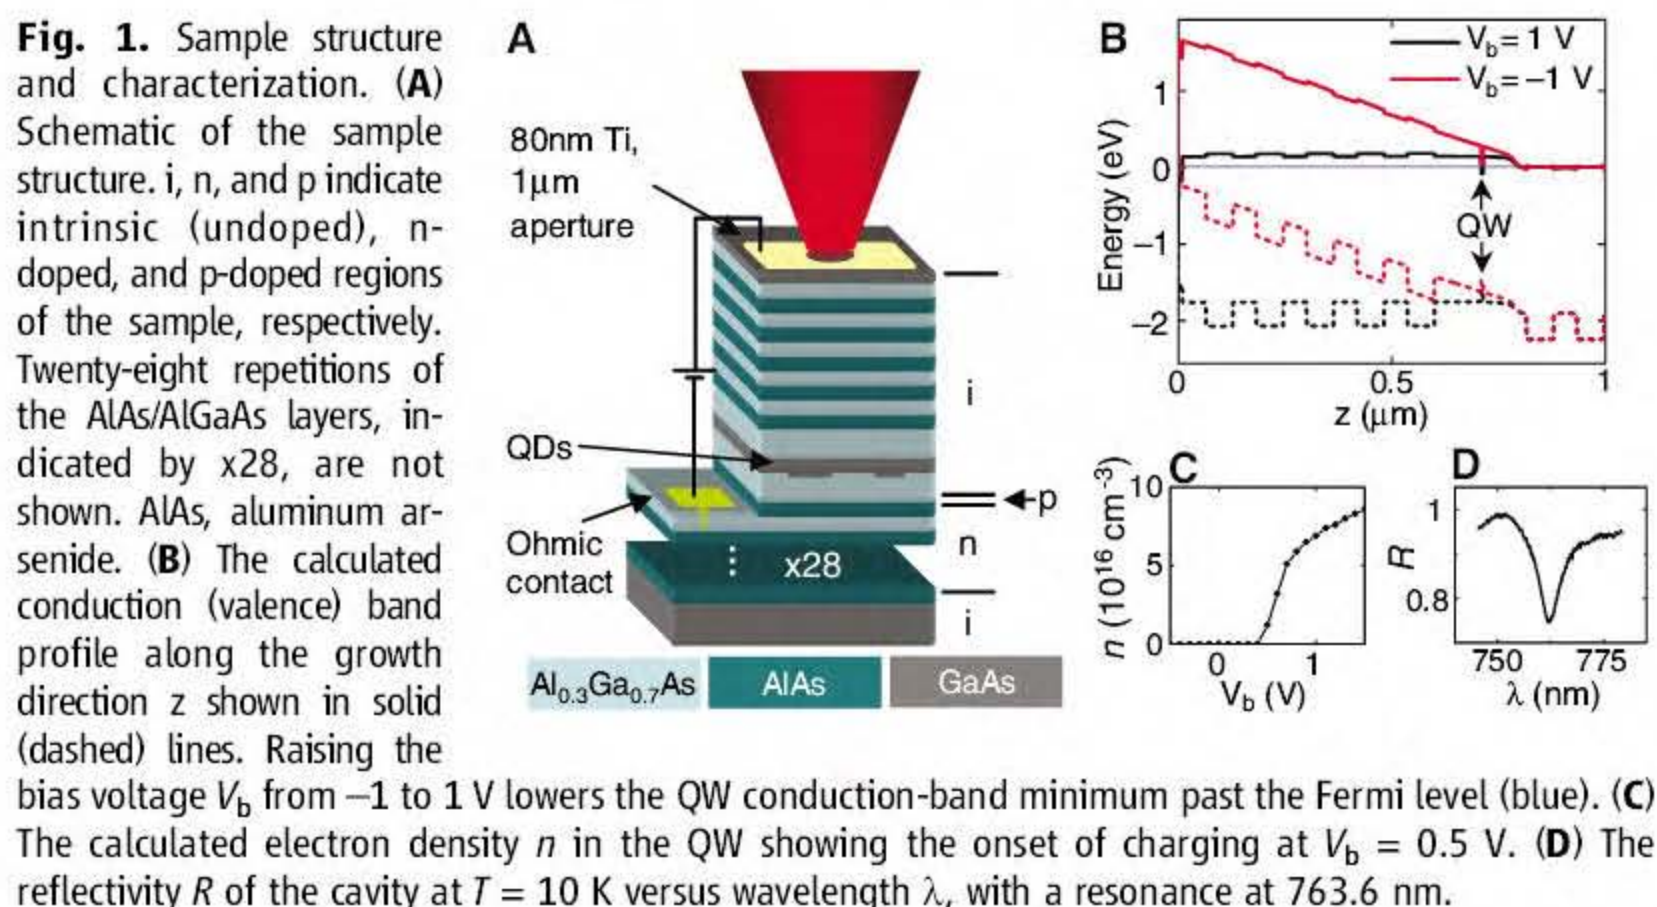 Fig. 1. Sample structure
and characterization. (A)
Schematic of the sample
structure. i, n, and p indicate
intrinsic (undoped), n-
doped, and p-doped regions
of the sample, respectively.
Twenty-eight repetitions of
the AlAs/AlGaAs layers, in-
dicated by x28, are not
shown. AlAs, aluminum ar-
senide. (B) The calculated
conduction (valence) band
profile along the growth
direction z shown in solid
(dashed) lines. Raising the
bias voltage Vb from –1 to 1 V lowers the QW conduction-band minimum past the Fermi level (blue). (C)
The calculated electron density n in the QW showing the onset of charging at Vb = 0.5 V. (D) The
reflectivity R of the cavity at T = 10 K versus wavelength λ, with a resonance at 763.6 nm.
A
80nm Ti,
1μm
aperture
i
QDs
p
Ohmic
contact
n
x28
i
Al0.3Ga0.7As AlAs GaAs
B
Vb= 1 V
Vb= –1 V
Energy (eV)
1
0
–1
–2
QW
0 0.5 1
z (μm)
C
n (10^16 cm^-3)
10
5
0
0 1
Vb (V)
D
R
1
0.8
750 775
λ (nm)